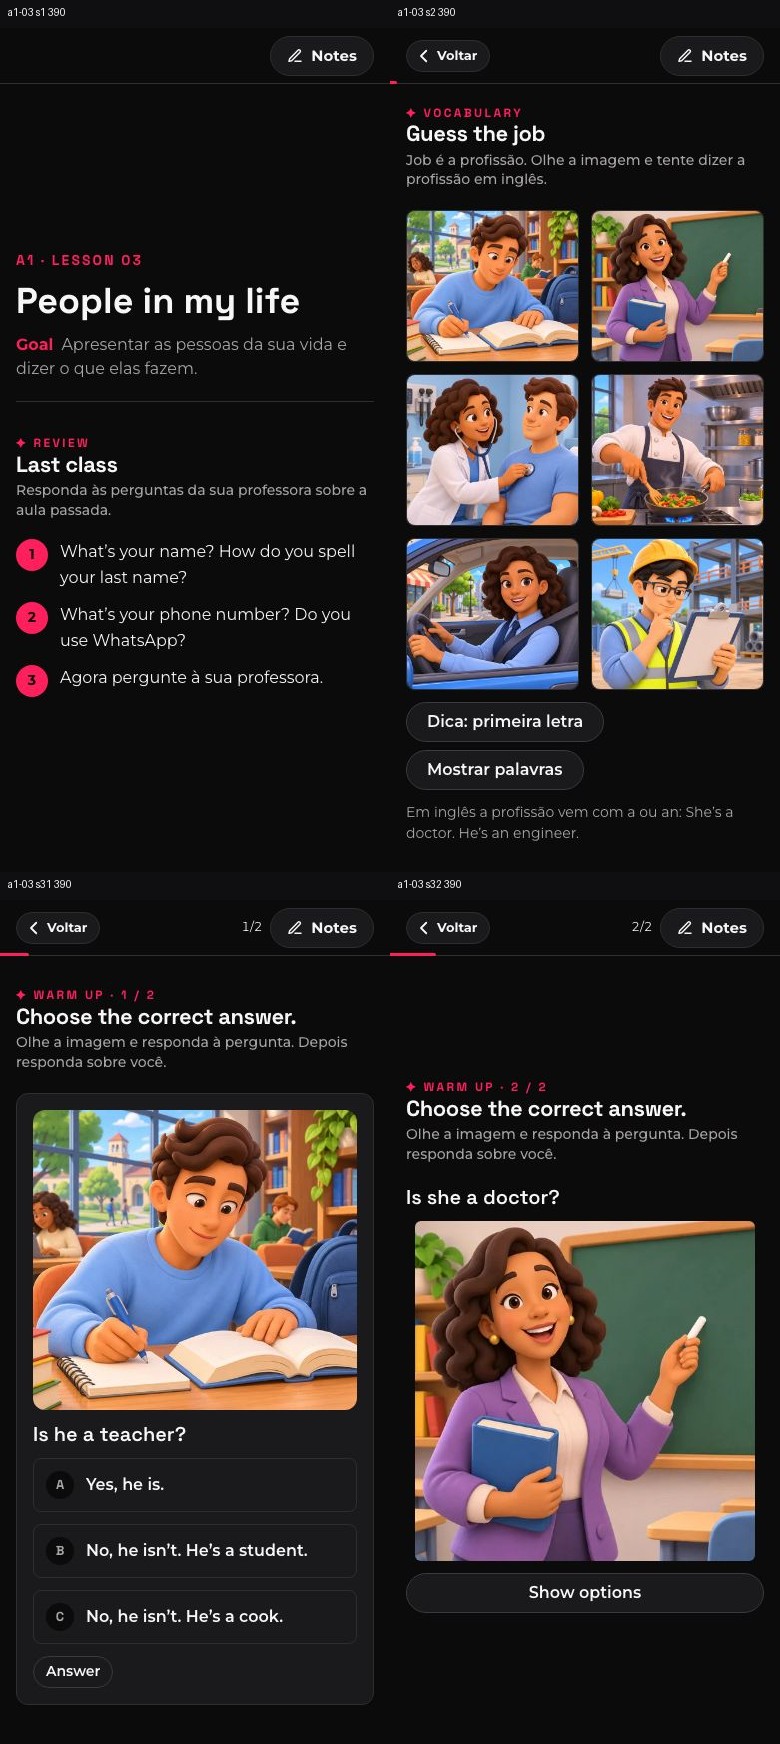 a1-03 s1 390
Notes
A1 · LESSON 03
People in my life
Goal Apresentar as pessoas da sua vida e
dizer o que elas fazem.
✦ REVIEW
Last class
Responda às perguntas da sua professora sobre a
aula passada.
1 What's your name? How do you spell
your last name?
2 What's your phone number? Do you
use WhatsApp?
3 Agora pergunte à sua professora.
a1-03 s2 390
Voltar
Notes
✦ VOCABULARY
Guess the job
Job é a profissão. Olhe a imagem e tente dizer a
profissão em inglês.
Dica: primeira letra
Mostrar palavras
Em inglês a profissão vem com a ou an: She's a
doctor. He's an engineer.
a1-03 s31 390
Voltar
1/2
Notes
✦ WARM UP · 1 / 2
Choose the correct answer.
Olhe a imagem e responda à pergunta. Depois
responda sobre você.
Is he a teacher?
A Yes, he is.
B No, he isn't. He's a student.
C No, he isn't. He's a cook.
Answer
a1-03 s32 390
Voltar
2/2
Notes
✦ WARM UP · 2 / 2
Choose the correct answer.
Olhe a imagem e responda à pergunta. Depois
responda sobre você.
Is she a doctor?
Show options